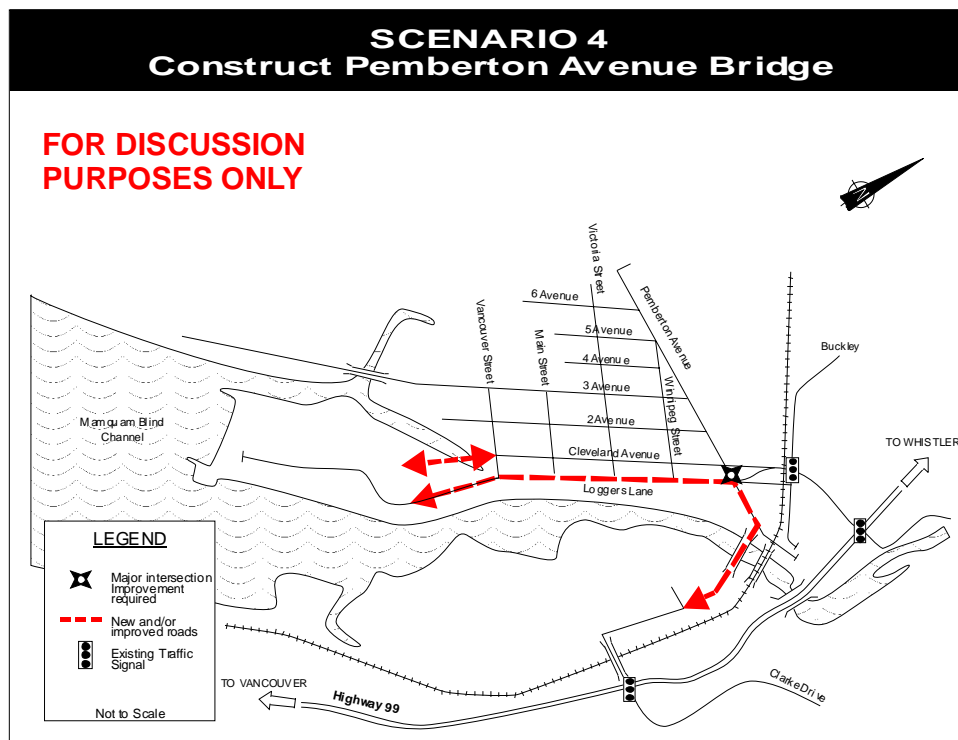 SCENARIO 4
Construct Pemberton Avenue Bridge
FOR DISCUSSION
PURPOSES ONLY
N
Victoria Street
6 Avenue
Pemberton Avenue
Vancouver Street
Main Street
5 Avenue
4 Avenue
3 Avenue
Winnipeg Street
2 Avenue
Buckley
Mamquam Blind
Channel
TO WHISTLER
Cleveland Avenue
Loggers Lane
LEGEND
Major intersection
Improvement
required
New and/or
improved roads
Existing Traffic
Signal
Not to Scale
TO VANCOUVER
Highway 99
Clarke Drive